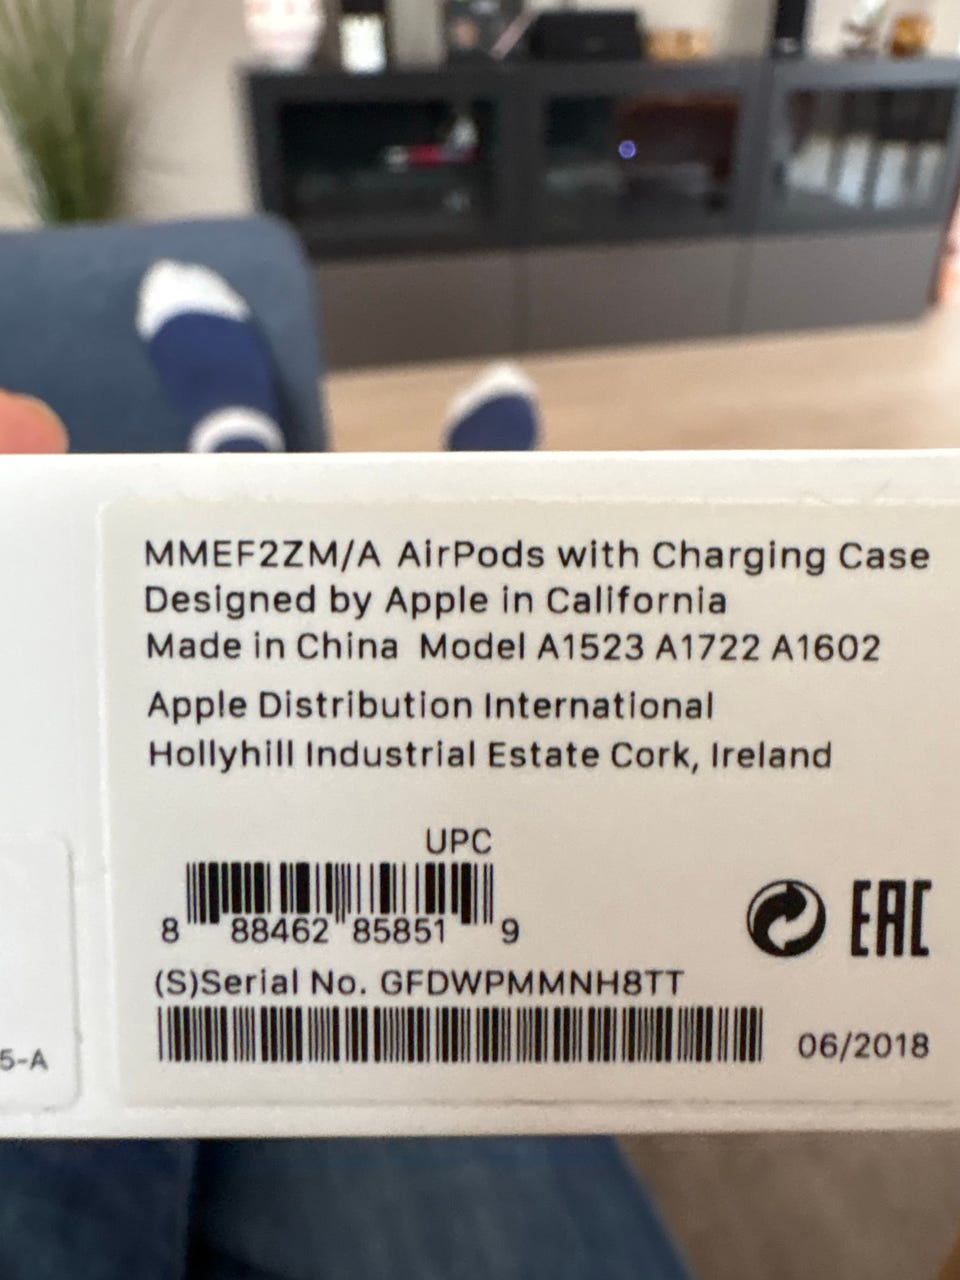 MMEF2ZM/A AirPods with Charging Case
Designed by Apple in California
Made in China Model A1523 A1722 A1602
Apple Distribution International
Hollyhill Industrial Estate Cork, Ireland
UPC
8 88462 85851 9
EAC
(S)Serial No. GFDWPMMNH8TT
06/2018
5-A